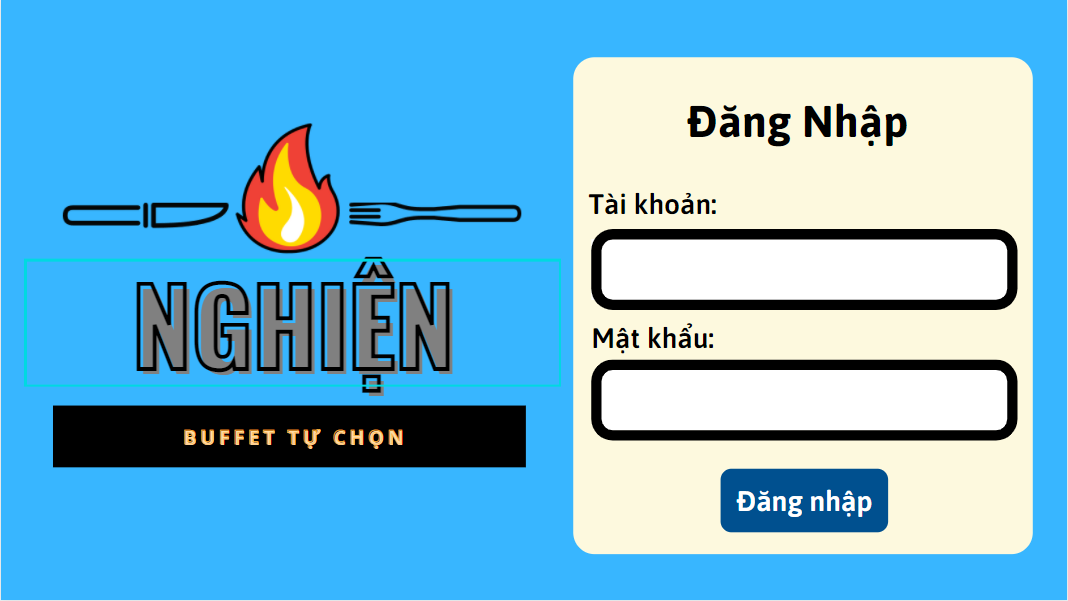 NGHIỆN
BUFFET TỰ CHỌN
Đăng Nhập
Tài khoản:
Mật khẩu:
Đăng nhập